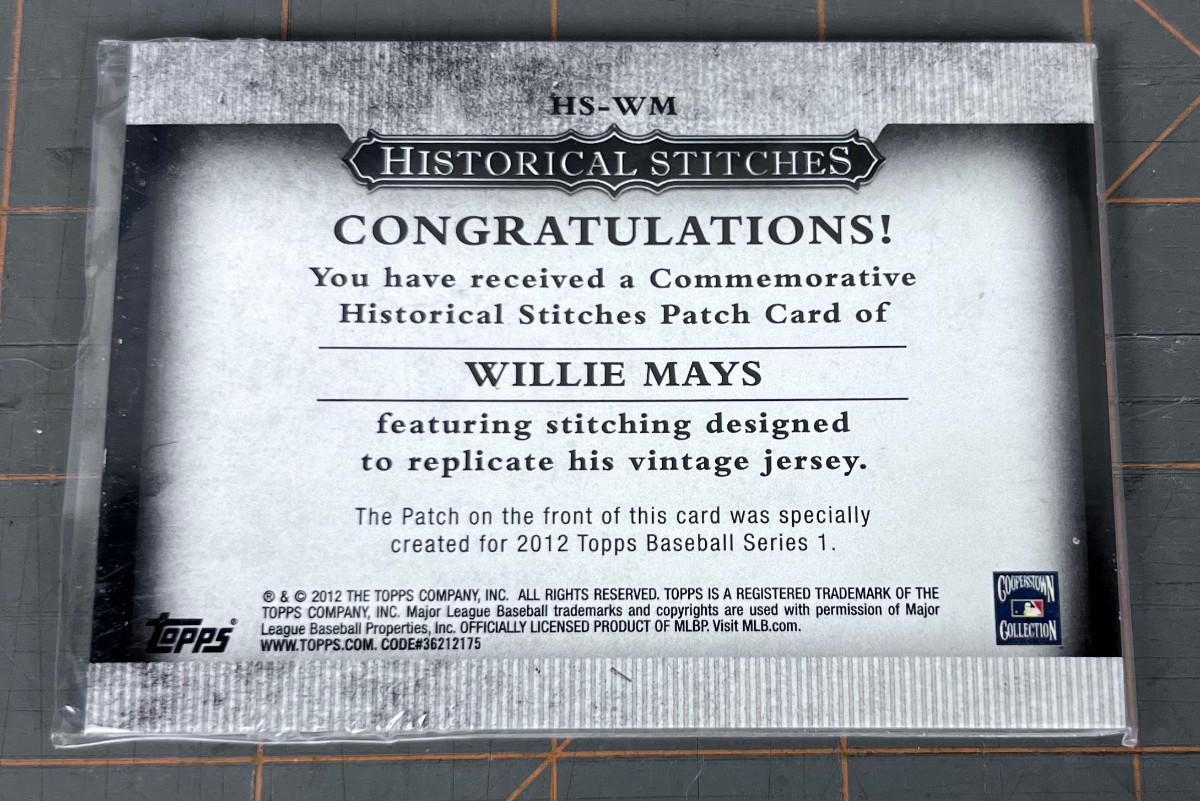 HS-WM
HISTORICAL STITCHES
CONGRATULATIONS!
You have received a Commemorative
Historical Stitches Patch Card of
WILLIE MAYS
featuring stitching designed
to replicate his vintage jersey.
The Patch on the front of this card was specially
created for 2012 Topps Baseball Series 1.
® & © 2012 THE TOPPS COMPANY, INC. ALL RIGHTS RESERVED. TOPPS IS A REGISTERED TRADEMARK OF THE
TOPPS COMPANY, INC. Major League Baseball trademarks and copyrights are used with permission of Major
League Baseball Properties, Inc. OFFICIALLY LICENSED PRODUCT OF MLBP. Visit MLB.com.
WWW.TOPPS.COM. CODE#36212175
TOPPS®
COOPERSTOWN
COLLECTION